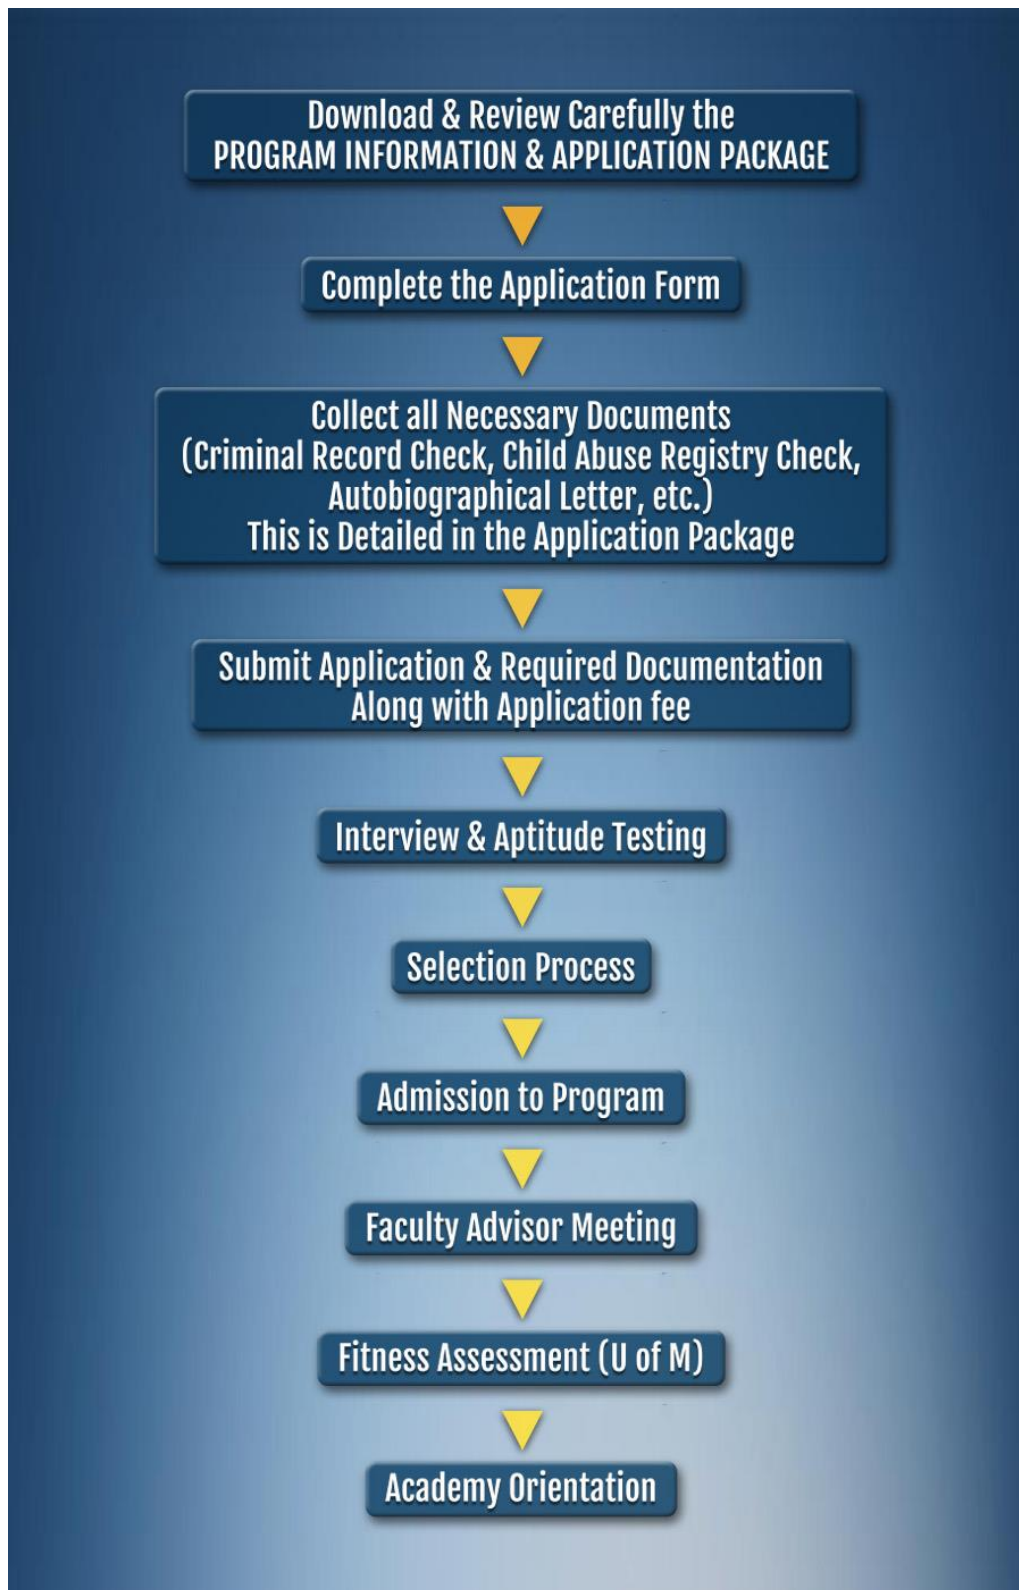 Download & Review Carefully the
PROGRAM INFORMATION & APPLICATION PACKAGE
Complete the Application Form
Collect all Necessary Documents
(Criminal Record Check, Child Abuse Registry Check,
Autobiographical Letter, etc.)
This is Detailed in the Application Package
Submit Application & Required Documentation
Along with Application fee
Interview & Aptitude Testing
Selection Process
Admission to Program
Faculty Advisor Meeting
Fitness Assessment (U of M)
Academy Orientation